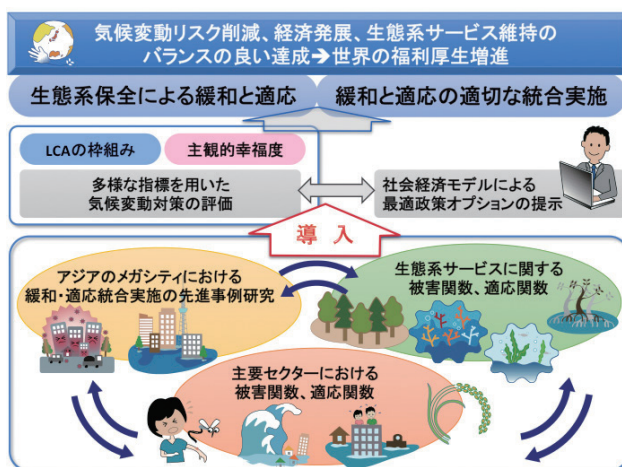 気候変動リスク削減、経済発展、生態系サービス維持の
バランスの良い達成➔世界の福利厚生増進
生態系保全による緩和と適応
緩和と適応の適切な統合実施
LCAの枠組み
主観的幸福度
多様な指標を用いた
気候変動対策の評価
社会経済モデルによる
最適政策オプションの提示
導入
アジアのメガシティにおける
緩和・適応統合実施の先進事例研究
生態系サービスに関する
被害関数、適応関数
主要セクターにおける
被害関数、適応関数